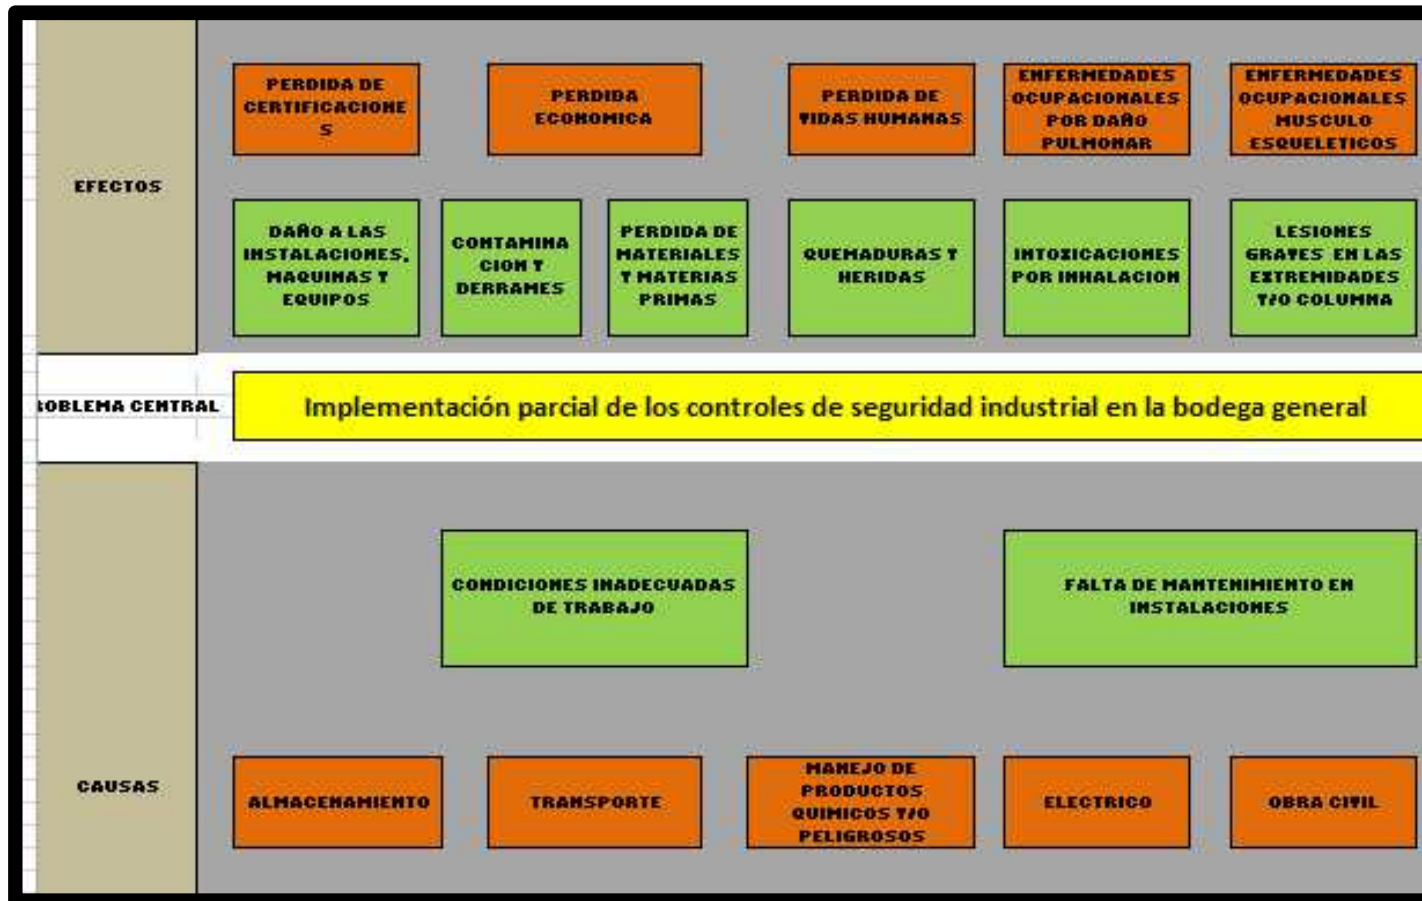 EFECTOS
PERDIDA DE
CERTIFICACIONE
S
PERDIDA
ECONOMICA
PERDIDA DE
VIDAS HUMANAS
ENFERMEDADES
OCUPACIONALES
POR DAÑO
PULMONAR
ENFERMEDADES
OCUPACIONALES
MUSCULO
ESQUELETICOS
DAÑO A LAS
INSTALACIONES,
MAQUINAS Y
EQUIPOS
CONTAMINA
CION Y
DERRAMES
PERDIDA DE
MATERIALES
Y MATERIAS
PRIMAS
QUEMADURAS Y
HERIDAS
INTOXICACIONES
POR INHALACION
LESIONES
GRAVES EN LAS
EXTREMIDADES
Y/O COLUMNA
ROBLEMA CENTRAL
Implementación parcial de los controles de seguridad industrial en la bodega general
CAUSAS
CONDICIONES INADECUADAS
DE TRABAJO
FALTA DE MANTENIMIENTO EN
INSTALACIONES
ALMACENAMIENTO
TRANSPORTE
MANEJO DE
PRODUCTOS
QUIMICOS Y/O
PELIGROSOS
ELECTRICO
OBRA CIVIL